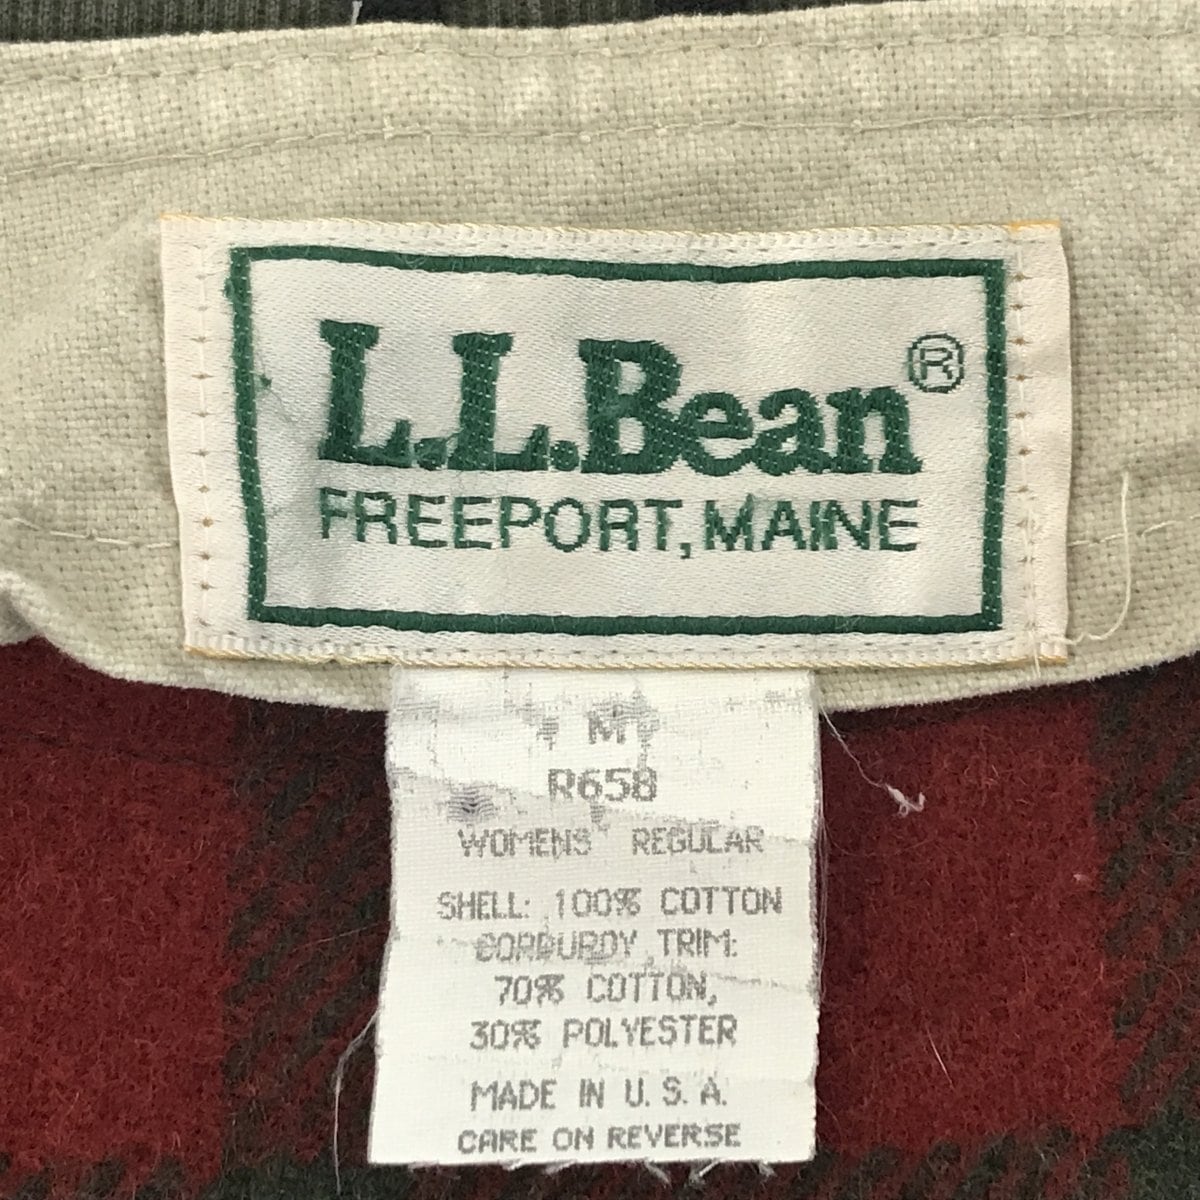 L.L.Bean®
FREEPORT, MAINE
M
R658
WOMENS REGULAR
SHELL: 100% COTTON
CORDUROY TRIM:
70% COTTON,
30% POLYESTER
MADE IN U.S.A.
CARE ON REVERSE